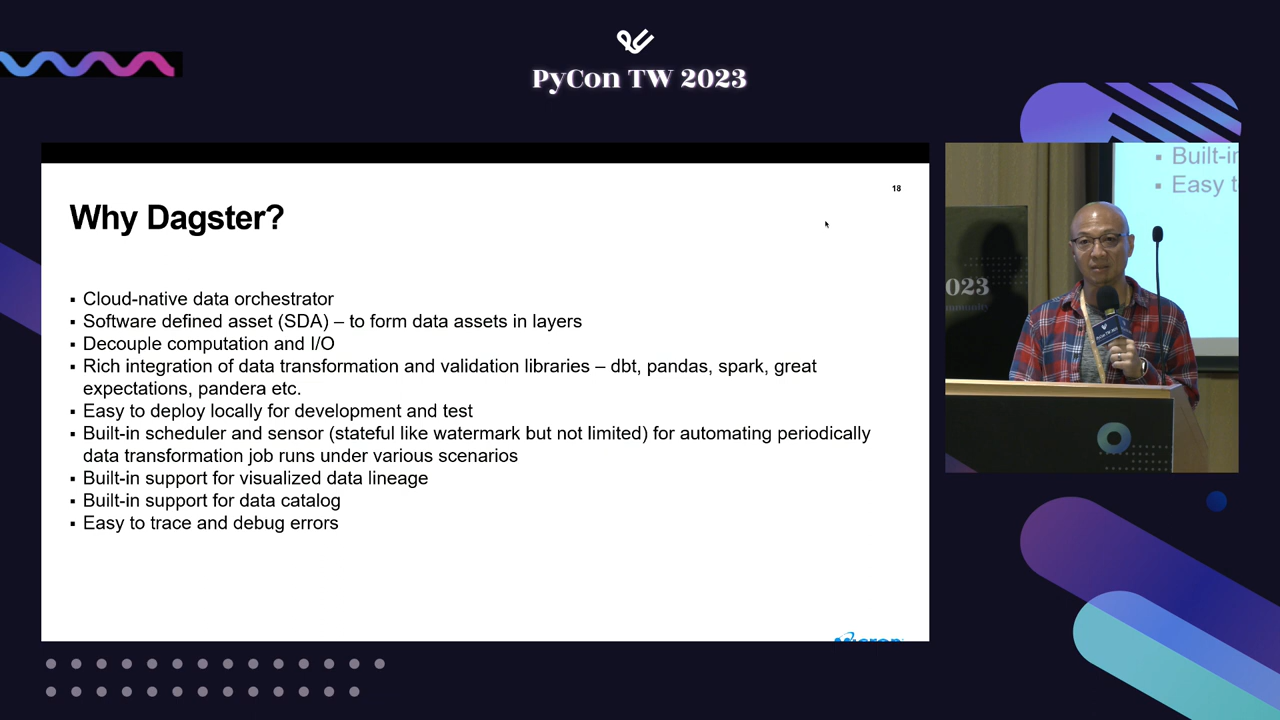 PyCon TW 2023
18
Why Dagster?
▪ Cloud-native data orchestrator
▪ Software defined asset (SDA) – to form data assets in layers
▪ Decouple computation and I/O
▪ Rich integration of data transformation and validation libraries – dbt, pandas, spark, great
expectations, pandera etc.
▪ Easy to deploy locally for development and test
▪ Built-in scheduler and sensor (stateful like watermark but not limited) for automating periodically
data transformation job runs under various scenarios
▪ Built-in support for visualized data lineage
▪ Built-in support for data catalog
▪ Easy to trace and debug errors
▪ Built-i
▪ Easy t
023